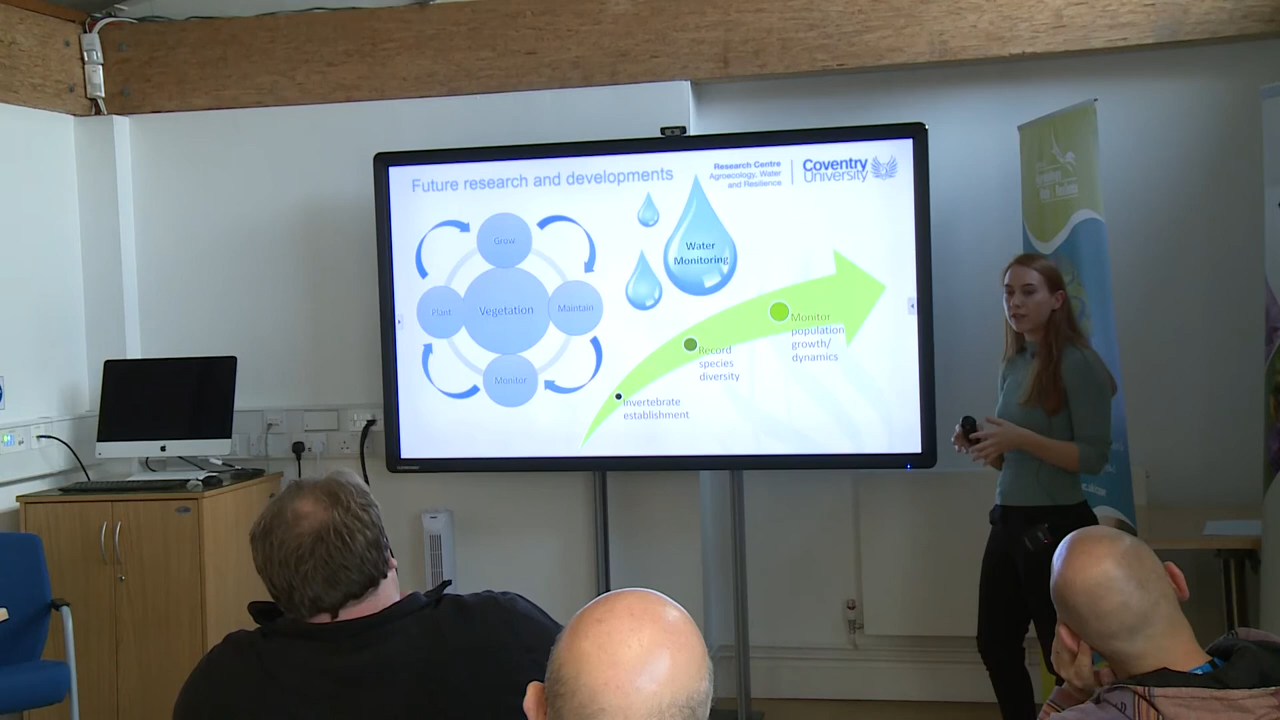 Future research and developments
Research Centre
Agroecology, Water
and Resilience
Coventry
University
Grow
Plant
Vegetation
Maintain
Monitor
Water
Monitoring
Monitor
population
growth/
dynamics
Record
species
diversity
Invertebrate
establishment